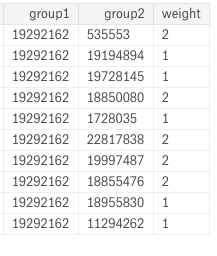 group1 group2 weight
19292162 535553 2
19292162 19194894 1
19292162 19728145 1
19292162 18850080 2
19292162 1728035 1
19292162 22817838 2
19292162 19997487 2
19292162 18855476 2
19292162 18955830 1
19292162 11294262 1